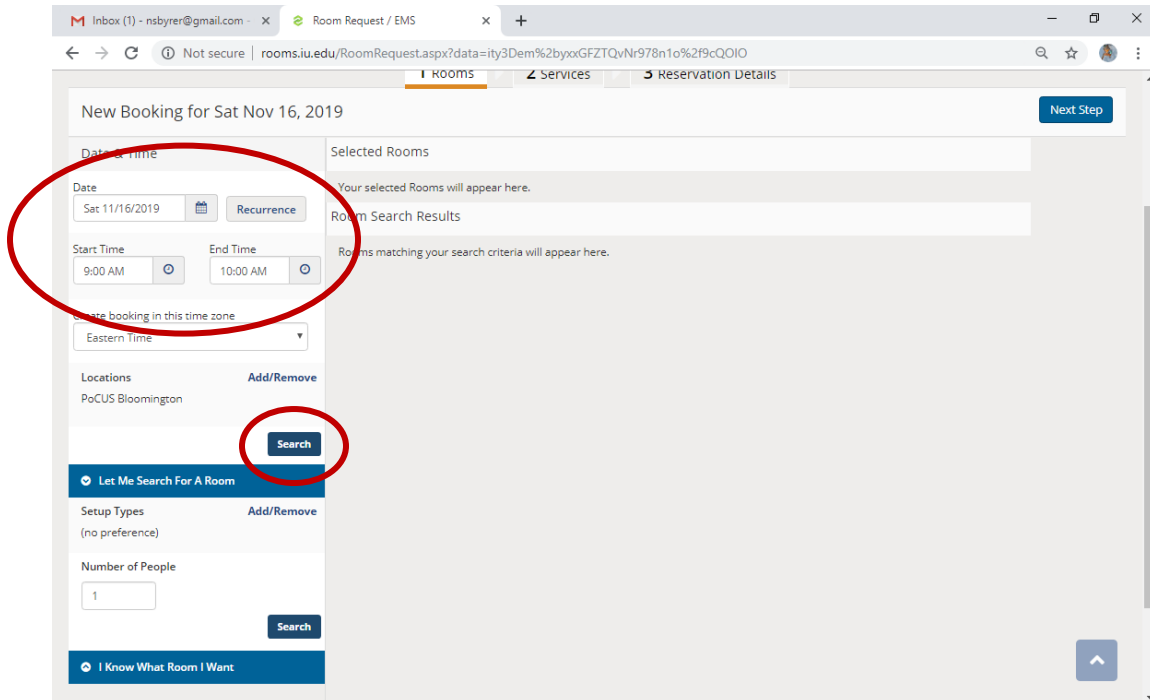 Inbox (1) - nsbyrer@gmail.com -
Room Request / EMS
Not secure | rooms.iu.edu/RoomRequest.aspx?data=ity3Dem%2byxxGFZTQvNr978n1o%2f9cQOIO
1 Rooms 2 Services 3 Reservation Details
New Booking for Sat Nov 16, 2019 Next Step
Date & Time
Selected Rooms
Date
Your selected Rooms will appear here.
Sat 11/16/2019 Recurrence
Room Search Results
Start Time End Time
Rooms matching your search criteria will appear here.
9:00 AM 10:00 AM
Create booking in this time zone
Eastern Time
Locations Add/Remove
PoCUS Bloomington
Search
Let Me Search For A Room
Setup Types Add/Remove
(no preference)
Number of People
1
Search
I Know What Room I Want